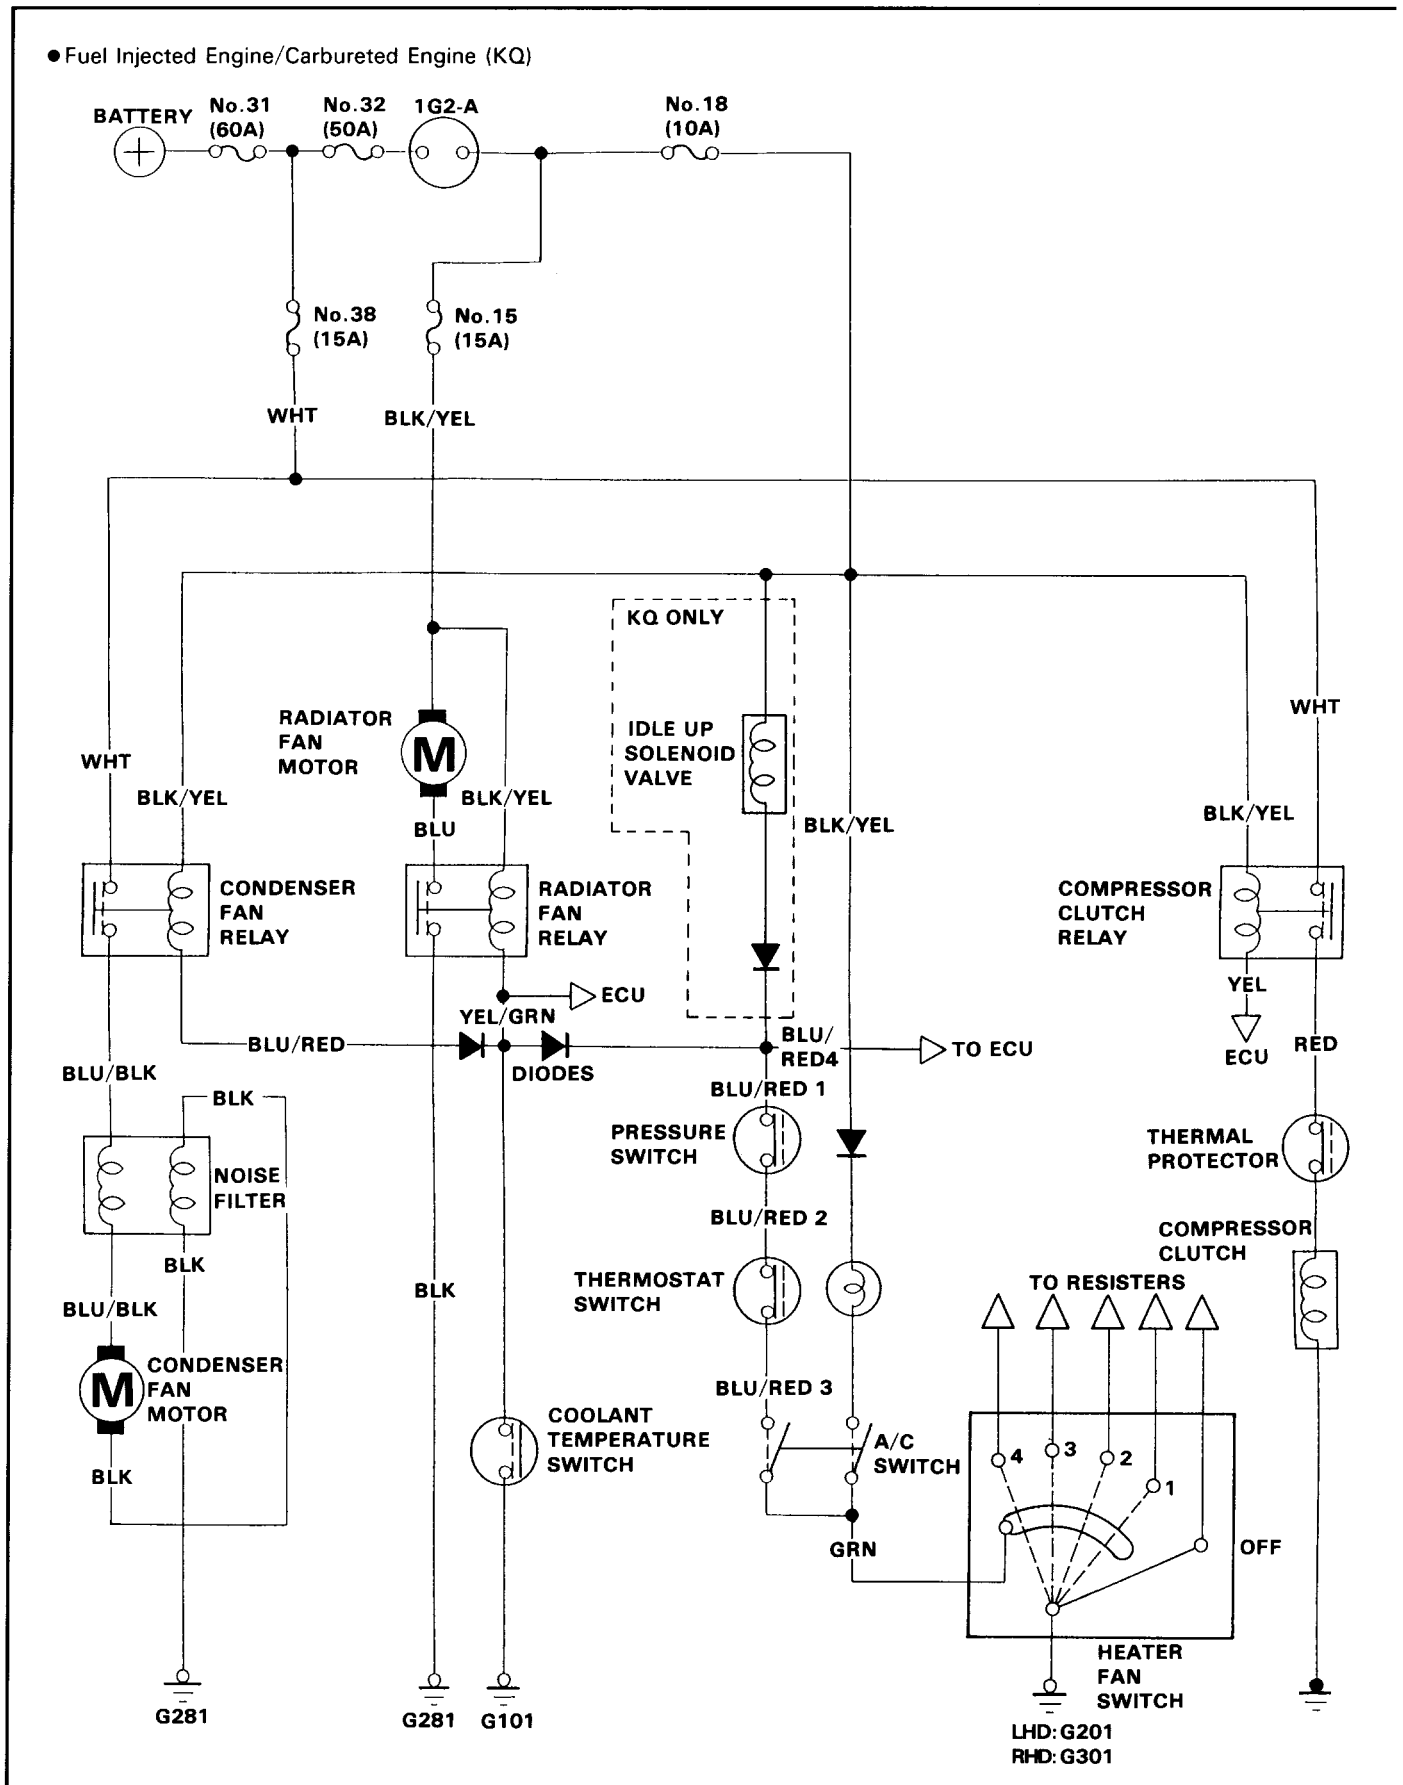 ● Fuel Injected Engine/Carbureted Engine (KQ)
BATTERY
No.31
(60A)
No.32
(50A)
1G2-A
No.18
(10A)
No.38
(15A)
No.15
(15A)
WHT
BLK/YEL
KQ ONLY
RADIATOR
FAN
MOTOR
M
IDLE UP
SOLENOID
VALVE
WHT
WHT
BLK/YEL
BLK/YEL
BLU
BLK/YEL
BLK/YEL
CONDENSER
FAN
RELAY
RADIATOR
FAN
RELAY
COMPRESSOR
CLUTCH
RELAY
YEL
ECU
YEL/GRN
BLU/RED
DIODES
BLU/
RED4
TO ECU
ECU
RED
BLU/BLK
BLK
BLU/RED 1
PRESSURE
SWITCH
THERMAL
PROTECTOR
NOISE
FILTER
BLU/RED 2
COMPRESSOR
CLUTCH
BLK
THERMOSTAT
SWITCH
TO RESISTERS
BLK
BLU/BLK
CONDENSER
FAN
MOTOR
M
BLU/RED 3
COOLANT
TEMPERATURE
SWITCH
A/C
SWITCH
4
3
2
1
BLK
GRN
OFF
HEATER
FAN
SWITCH
G281
G281
G101
LHD:G201
RHD:G301